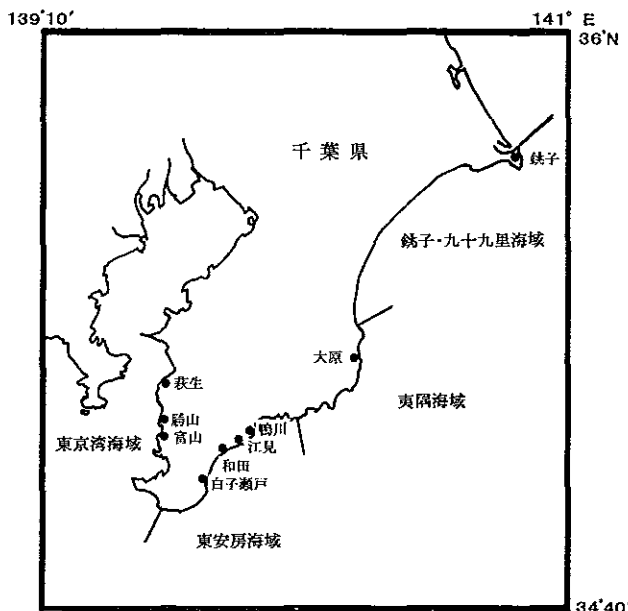 139°10'
141° E
36°N
千葉県
銚子
銚子・九十九里海域
大原
夷隅海域
萩生
勝山
富山
東京湾海域
鴨川
江見
和田
白子瀬戸
東安房海域
34°40'